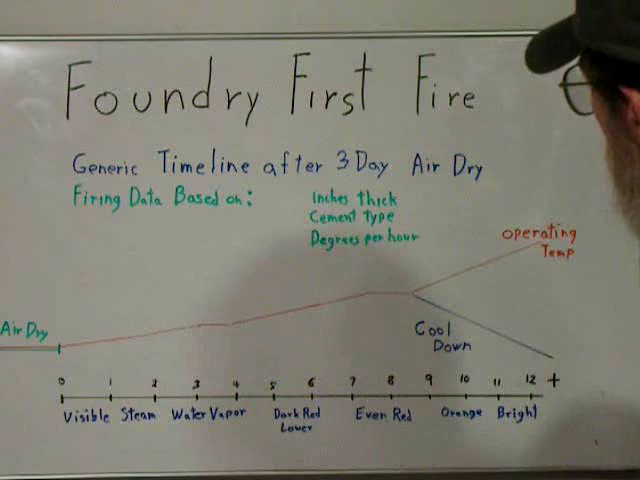 Foundry First Fire
Generic Timeline after 3 Day Air Dry
Firing Data Based on:
Inches thick
Cement type
Degrees per hour
Operating
Temp
Air Dry
Cool
Down
0 1 2 3 4 5 6 7 8 9 10 11 12 +
Visible Steam Water Vapor Dark Red Even Red Orange Bright
Lower